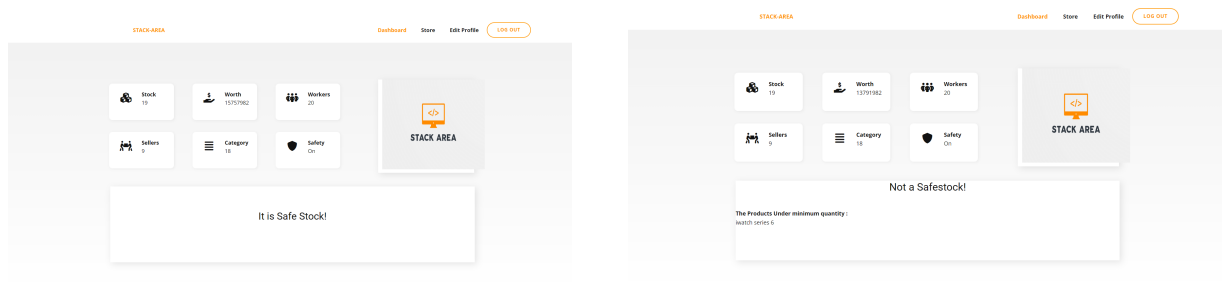 STACK-AREA
Dashboard Store Edit Profile LOG OUT
Stock
19
Worth
15757982
Workers
20
Sellers
9
Category
18
Safety
On
</>
STACK AREA
It is Safe Stock!
STACK-AREA
Dashboard Store Edit Profile LOG OUT
Stock
19
Worth
13791982
Workers
20
Sellers
9
Category
18
Safety
On
</>
STACK AREA
Not a Safestock!
The Products Under minimum quantity :
iwatch series 6